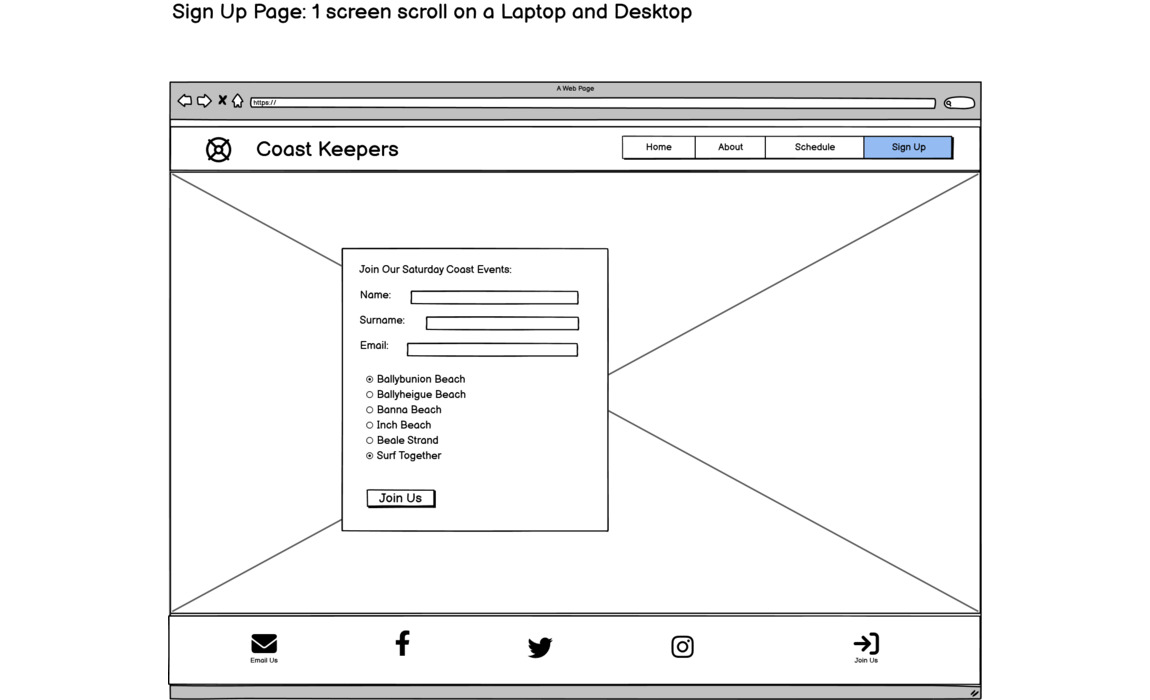 Sign Up Page: 1 screen scroll on a Laptop and Desktop
A Web Page
https://
Coast Keepers
Home About Schedule Sign Up
Join Our Saturday Coast Events:
Name:
Surname:
Email:
Ballybunion Beach
Ballyheigue Beach
Banna Beach
Inch Beach
Beale Strand
Surf Together
Join Us
Email Us
Join Us